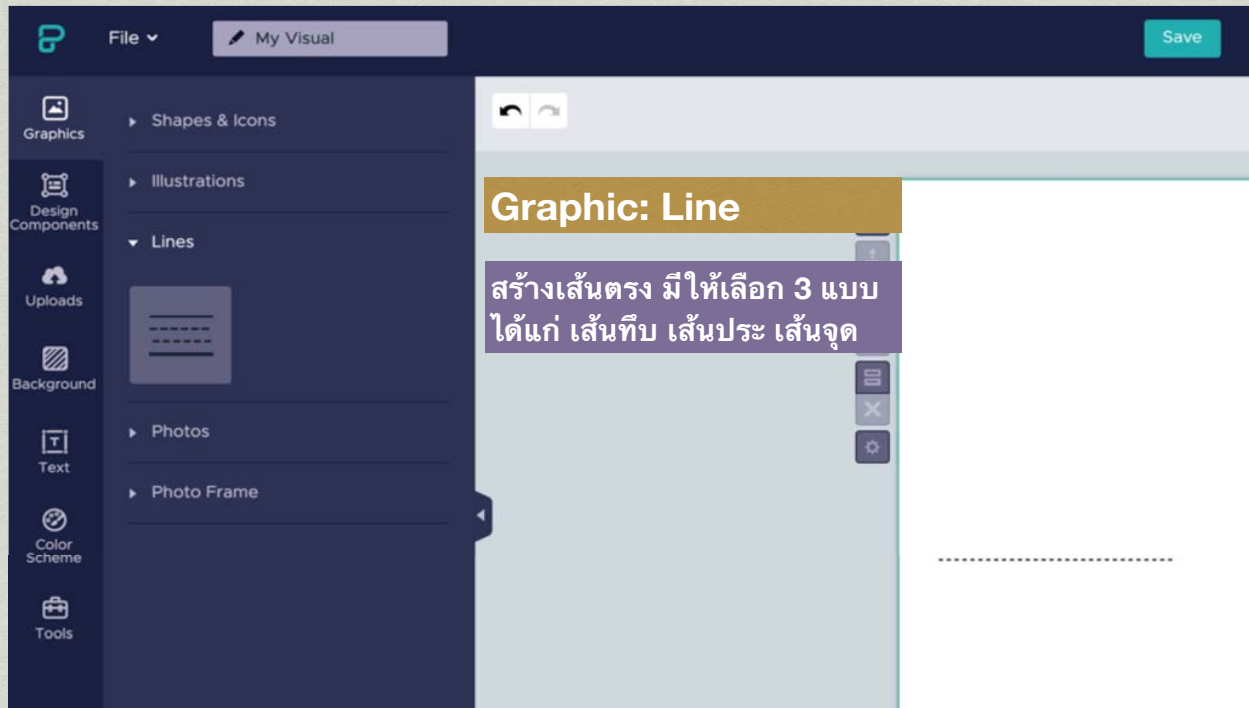 File
My Visual
Save
Graphics
Design
Components
Uploads
Background
Text
Color
Scheme
Tools
Shapes & Icons
Illustrations
Lines
Photos
Photo Frame
Graphic: Line
สร้างเส้นตรง มีให้เลือก 3 แบบ
ได้แก่ เส้นทึบ เส้นประ เส้นจุด